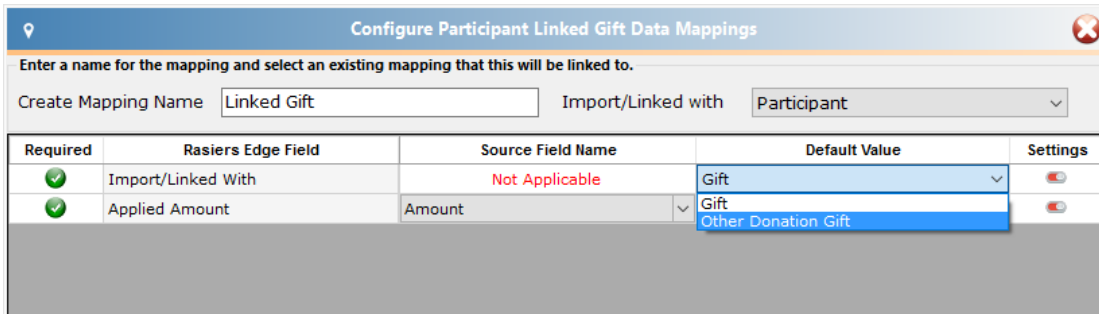 Configure Participant Linked Gift Data Mappings
Enter a name for the mapping and select an existing mapping that this will be linked to.
Create Mapping Name Linked Gift Import/Linked with Participant
Required Rasiers Edge Field Source Field Name Default Value Settings
Import/Linked With Not Applicable Gift
Applied Amount Amount Gift
Other Donation Gift